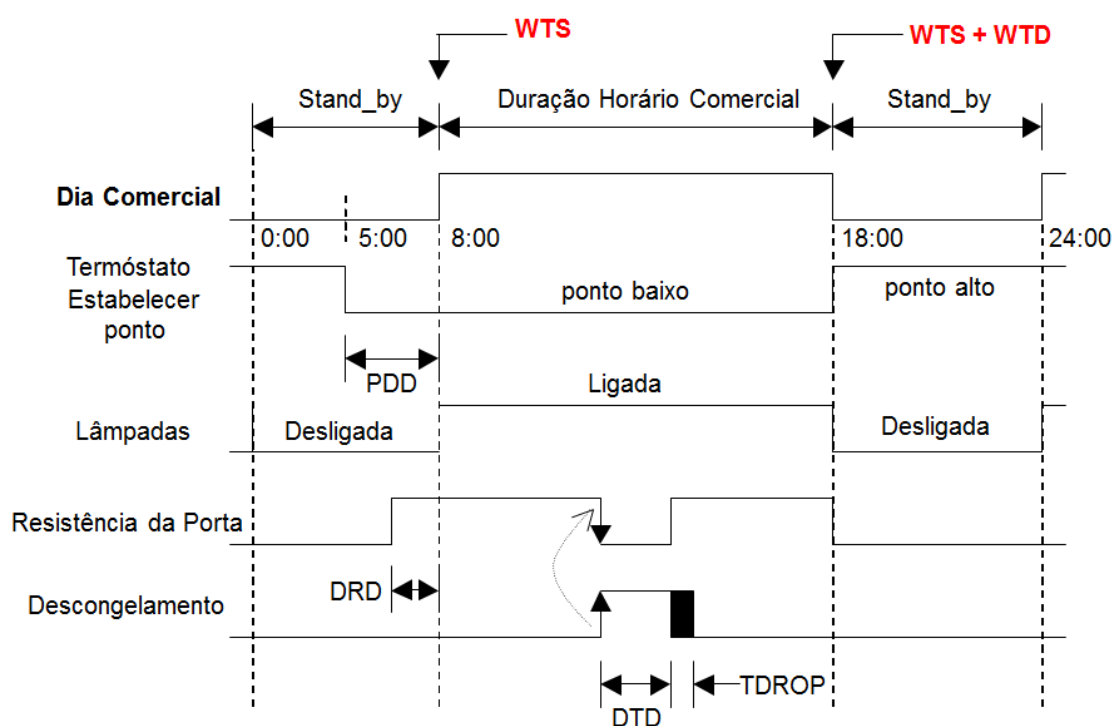 WTS
WTS + WTD
Stand_by
Duração Horário Comercial
Stand_by
Dia Comercial
0:00
5:00
8:00
18:00
24:00
Termóstato
Estabelecer
ponto
ponto baixo
ponto alto
PDD
Ligada
Lâmpadas
Desligada
Desligada
Resistência da Porta
DRD
Descongelamento
TDROP
DTD